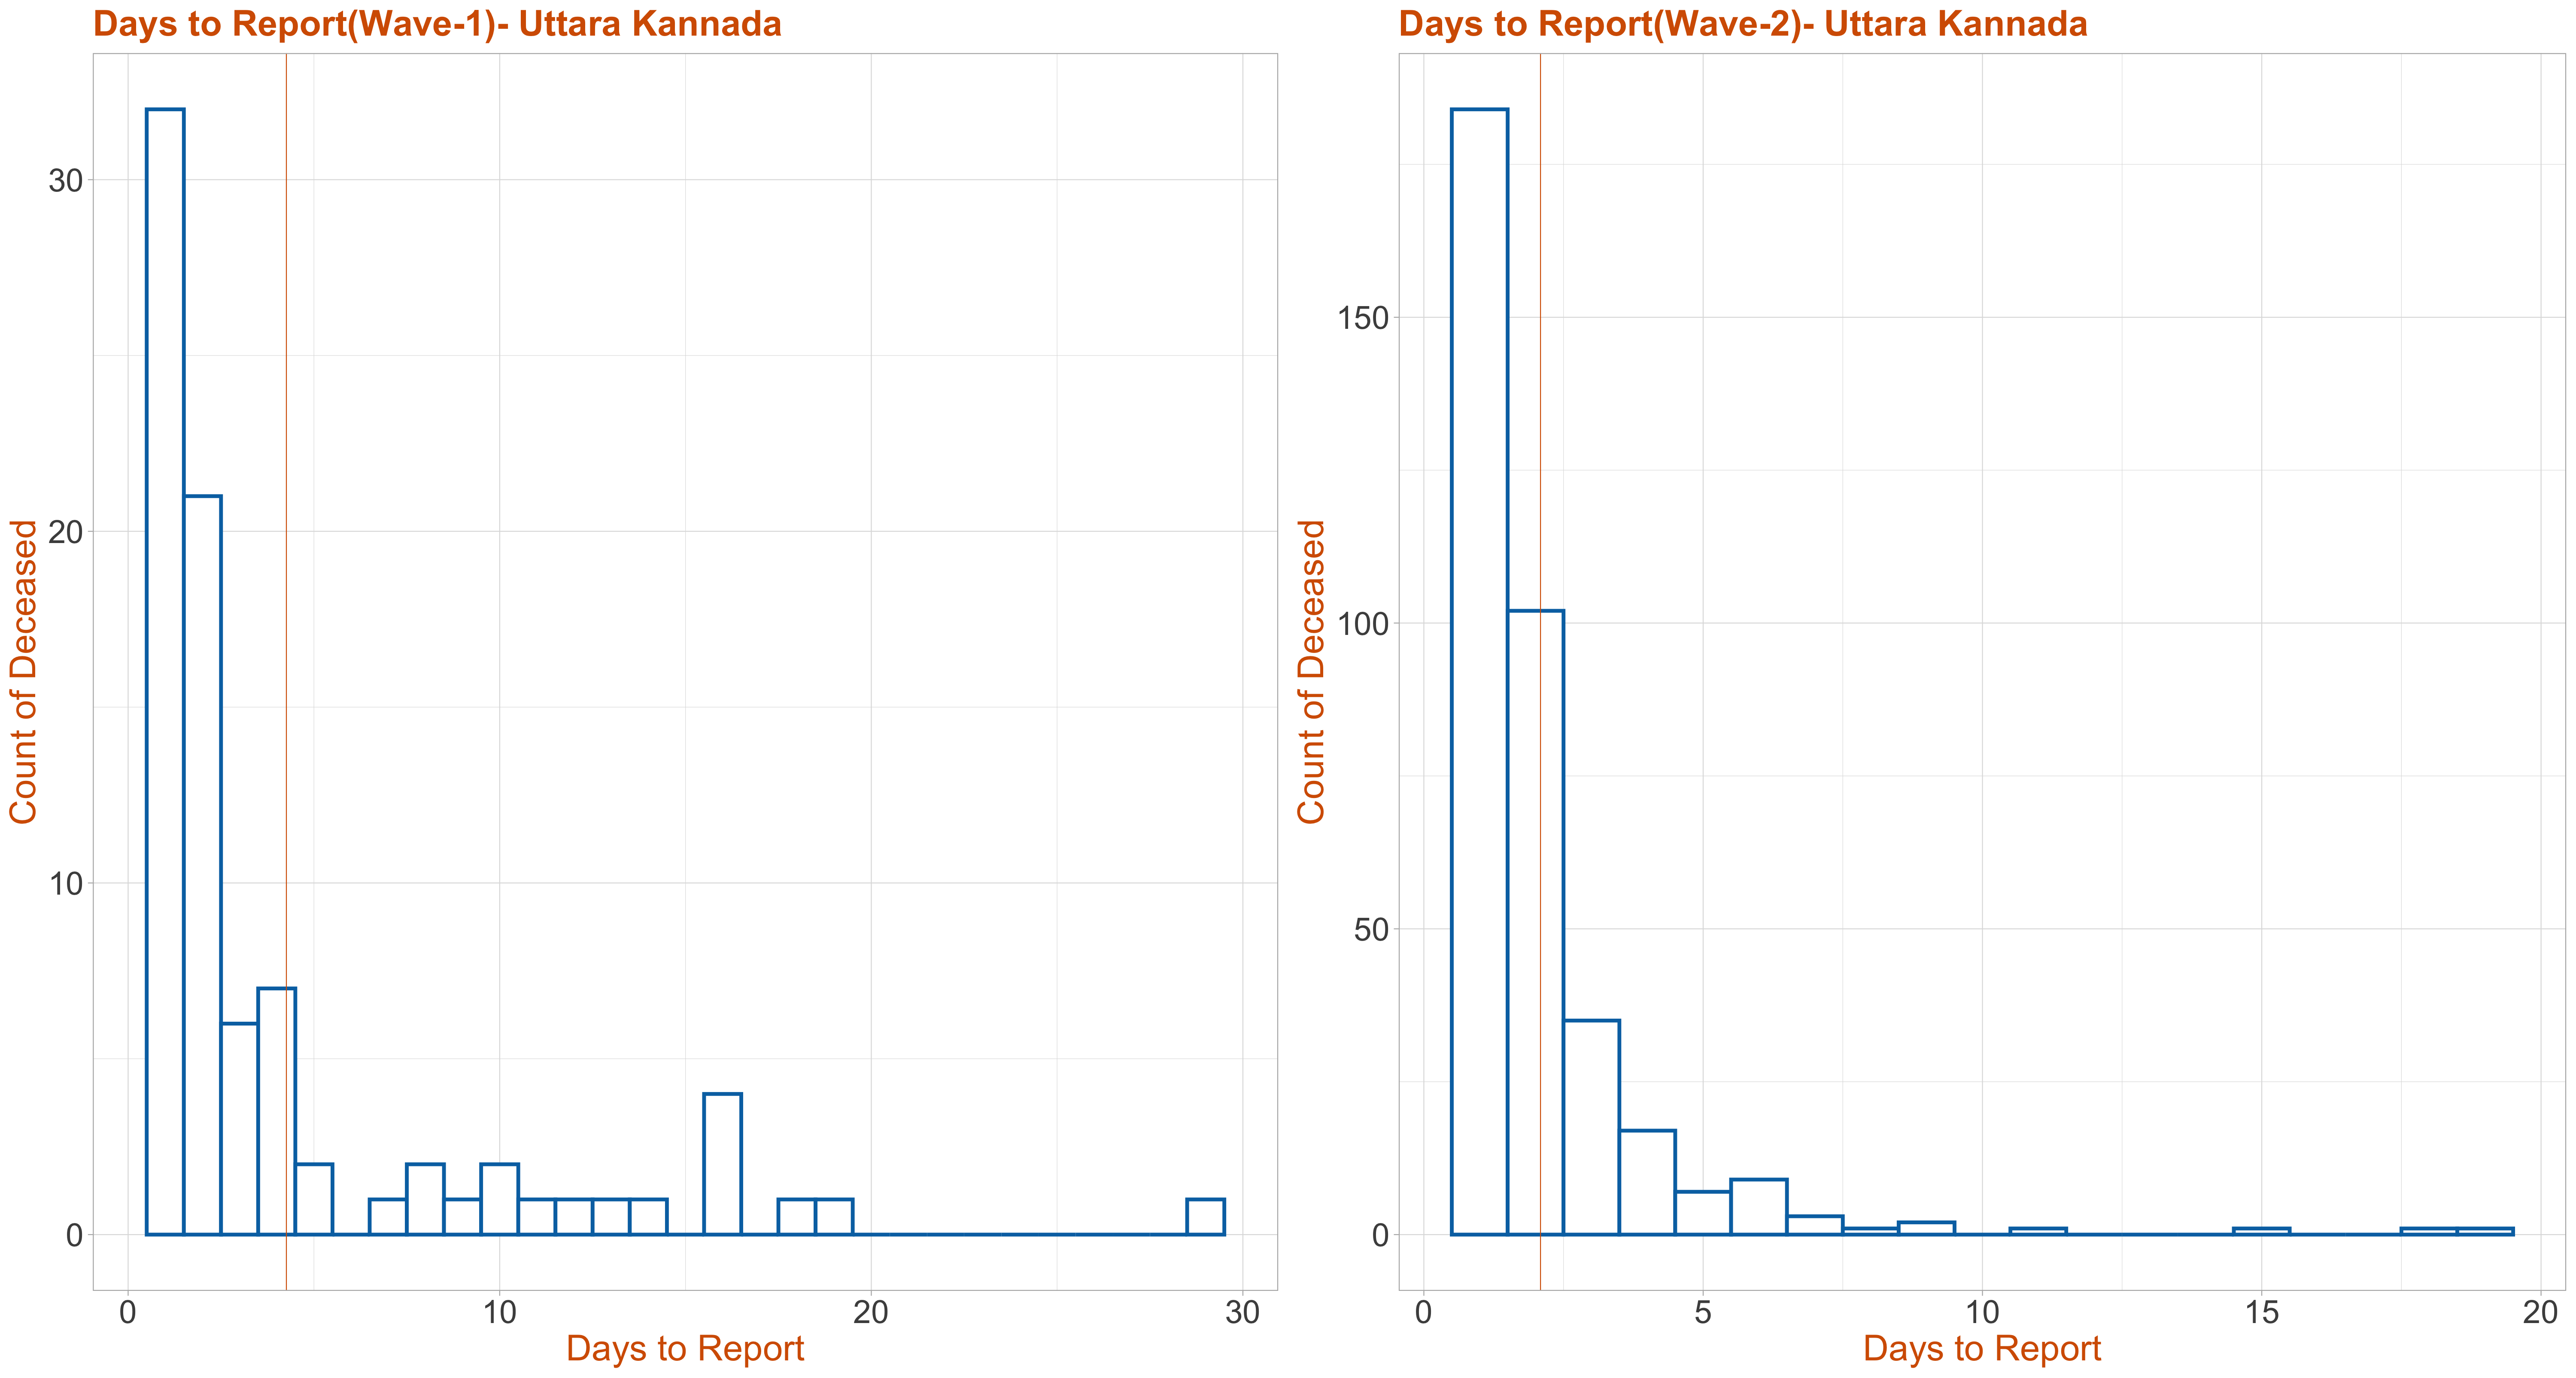 Days to Report(Wave-1)- Uttara Kannada
Count of Deceased
30
20
10
0
0 10 20 30
Days to Report
Days to Report(Wave-2)- Uttara Kannada
Count of Deceased
150
100
50
0
0 5 10 15 20
Days to Report